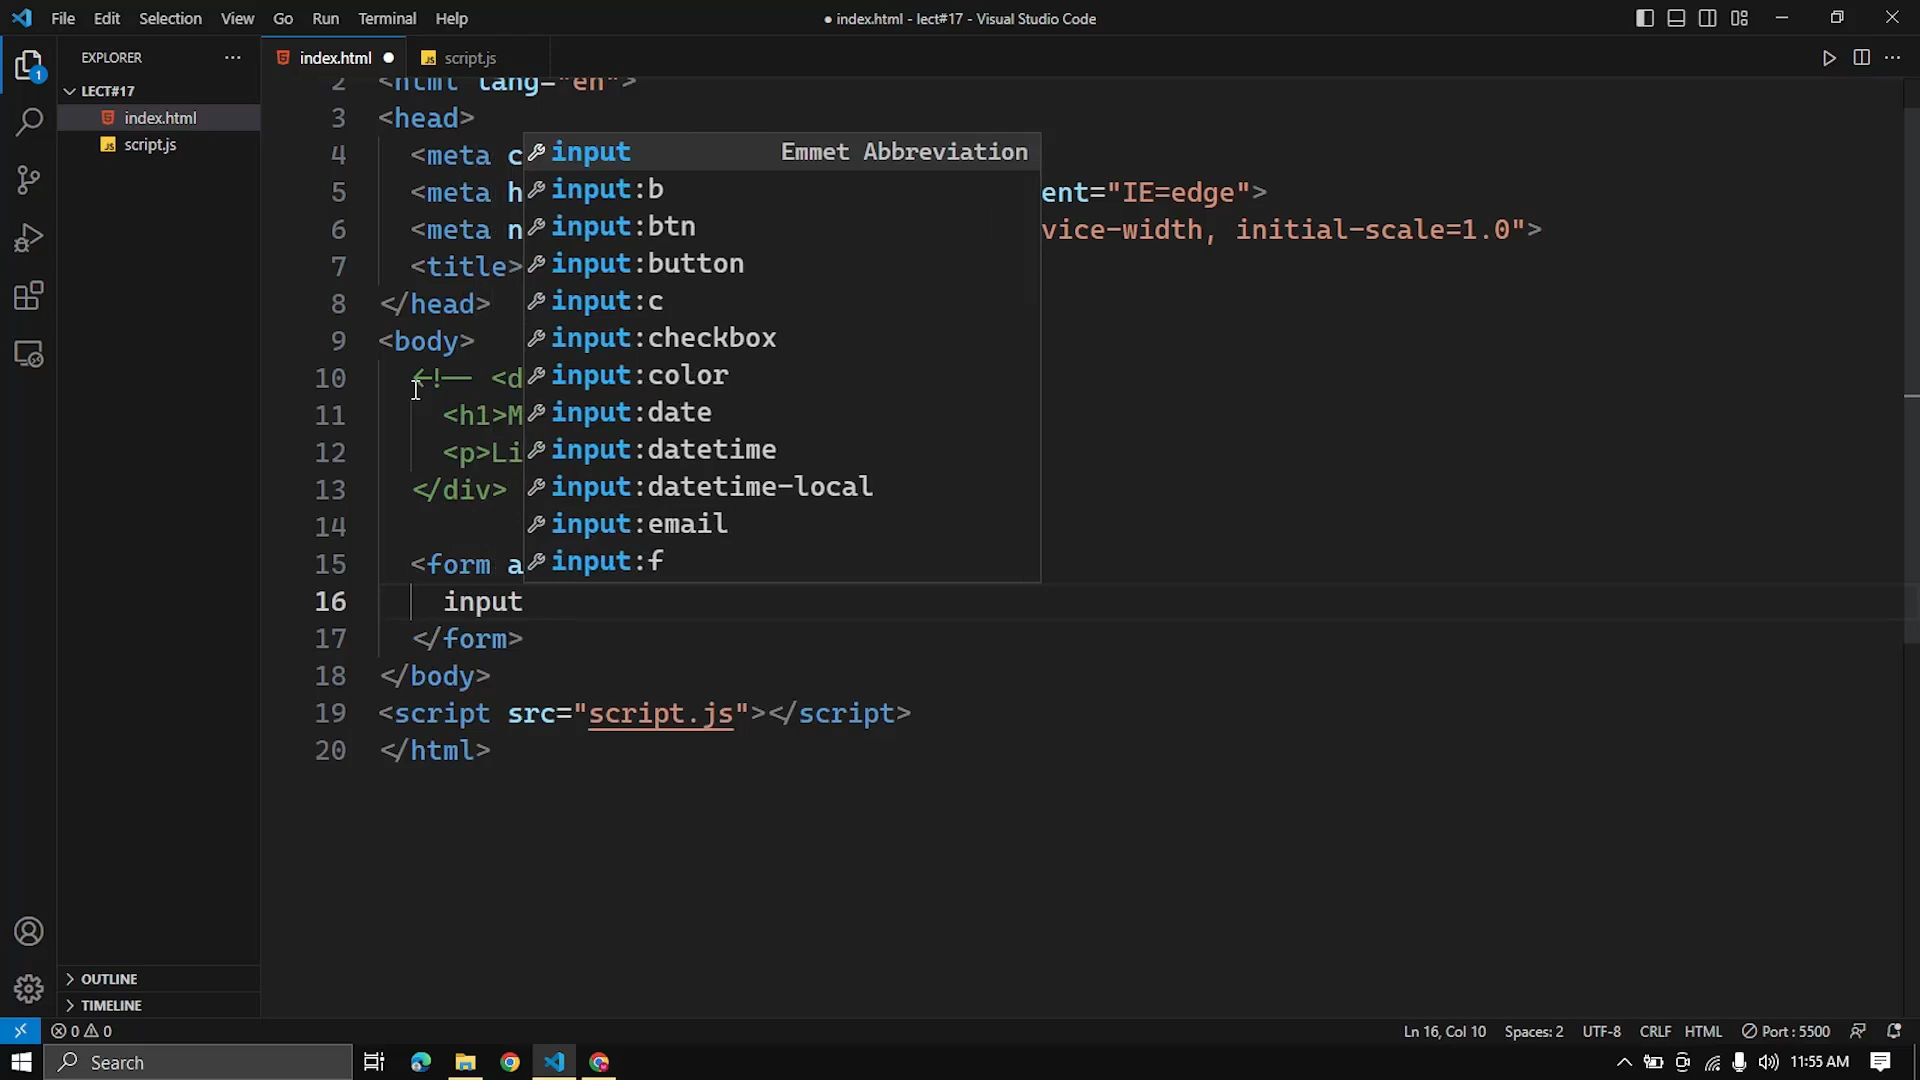 File Edit Selection View Go Run Terminal Help
● index.html - lect#17 - Visual Studio Code
EXPLORER
index.html
script.js
1
LECT#17
index.html
script.js
2 <html lang="en">
3 <head>
4 <meta c
5 <meta h ent="IE=edge">
6 <meta n vice-width, initial-scale=1.0">
7 <title>
8 </head>
9 <body>
10 <!-- <d
11 <h1>M
12 <p>Li
13 </div>
14
15 <form a
16 input
17 </form>
18 </body>
19 <script src="script.js"></script>
20 </html>
input Emmet Abbreviation
input:b
input:btn
input:button
input:c
input:checkbox
input:color
input:date
input:datetime
input:datetime-local
input:email
input:f
OUTLINE
TIMELINE
0 0
Ln 16, Col 10 Spaces: 2 UTF-8 CRLF HTML Port : 5500
Search
11:55 AM